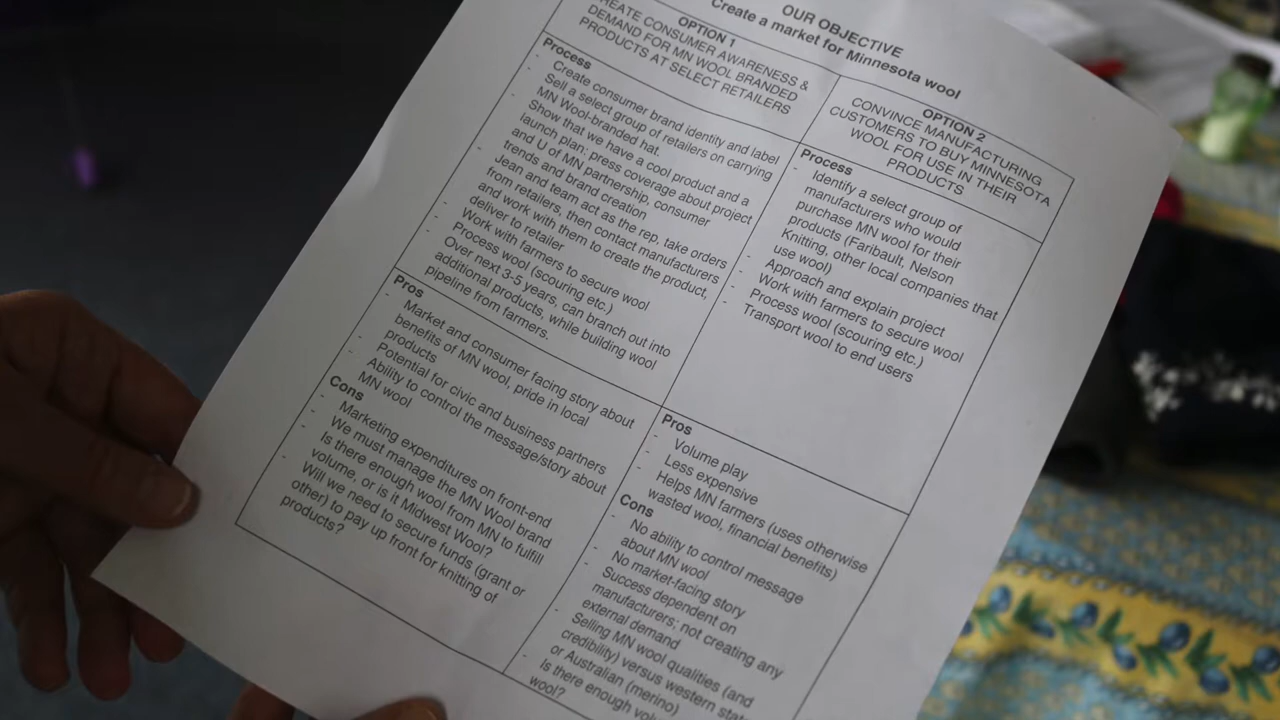 OUR OBJECTIVE
Create a market for Minnesota wool
OPTION 1
CREATE CONSUMER AWARENESS &
DEMAND FOR MN WOOL BRANDED
PRODUCTS AT SELECT RETAILERS
Process
- Create consumer brand identity and label
- Sell a select group of retailers on carrying
MN Wool-branded hat.
- Show that we have a cool product and a
launch plan: press coverage about project
and U of MN partnership, consumer
trends and brand creation
- Jean and team act as the rep, take orders
from retailers, then contact manufacturers
and work with them to create the product,
deliver to retailer
- Work with farmers to secure wool
- Process wool (scouring etc.)
- Over next 3-5 years, can branch out into
additional products, while building wool
pipeline from farmers.
Pros
- Market and consumer facing story about
benefits of MN wool, pride in local
products
- Potential for civic and business partners
- Ability to control the message/story about
MN wool
Cons
- Marketing expenditures on front-end
- We must manage the MN Wool brand
- Is there enough wool from MN to fulfill
volume, or is it Midwest Wool?
- Will we need to secure funds (grant or
other) to pay up front for knitting of
products?
OPTION 2
CONVINCE MANUFACTURING
CUSTOMERS TO BUY MINNESOTA
WOOL FOR USE IN THEIR
PRODUCTS
Process
- Identify a select group of
manufacturers who would
purchase MN wool for their
products (Faribault, Nelson
Knitting, other local companies that
use wool)
- Approach and explain project
- Work with farmers to secure wool
- Process wool (scouring etc.)
- Transport wool to end users
Pros
- Volume play
- Less expensive
- Helps MN farmers (uses otherwise
wasted wool, financial benefits)
Cons
- No ability to control message
about MN wool
- No market-facing story
- Success dependent on
manufacturers; not creating any
external demand
- Selling MN wool qualities (and
credibility) versus western
or Australian (merino)
- Is there enough
wool?